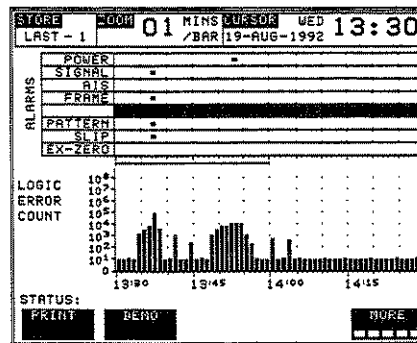 STORE ZOOM 01 MINS /BAR CURSOR WED 13:30
LAST - 1 19-AUG-1992
ALARMS
POWER
SIGNAL
AIS
FRAME
PATTERN
SLIP
EX-ZERO
LOGIC
ERROR
COUNT
10⁸
10⁷
10⁶
10⁵
10⁴
10³
10²
10¹
0
13:30 13:45 14:00 14:15
STATUS:
PRINT DEMO MORE